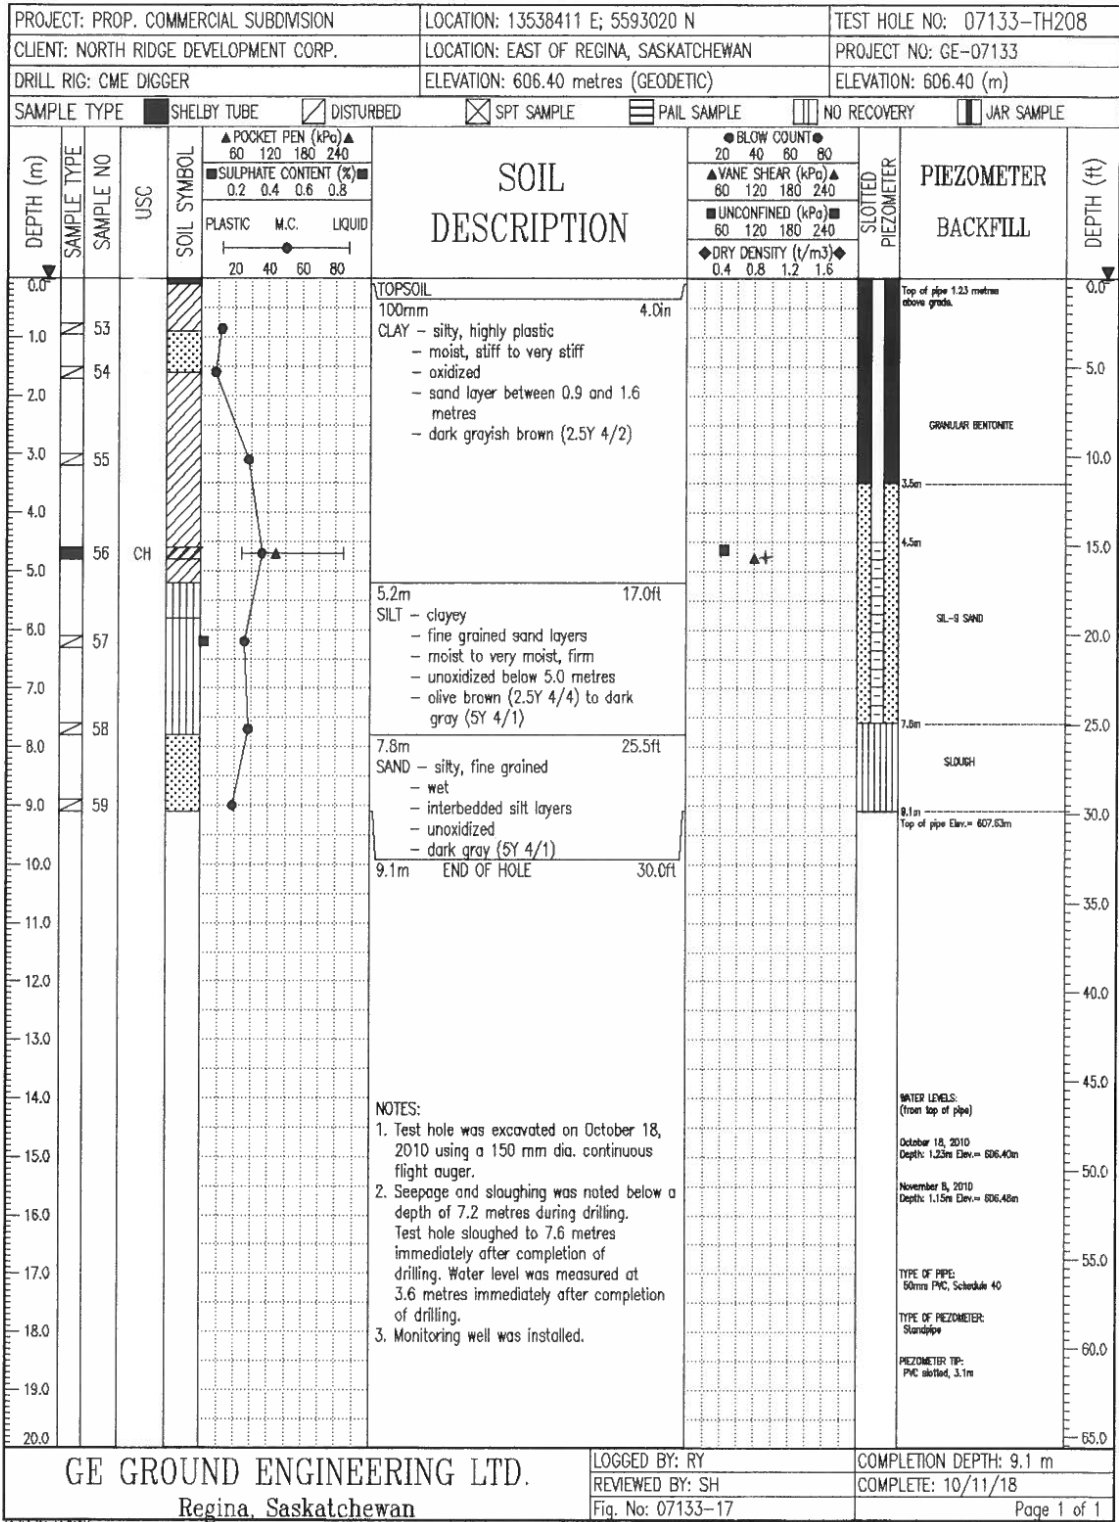 PROJECT: PROP. COMMERCIAL SUBDIVISION
LOCATION: 13538411 E; 5593020 N
TEST HOLE NO: 07133-TH208
CLIENT: NORTH RIDGE DEVELOPMENT CORP.
LOCATION: EAST OF REGINA, SASKATCHEWAN
PROJECT NO: GE-07133
DRILL RIG: CME DIGGER
ELEVATION: 606.40 metres (GEODETIC)
ELEVATION: 606.40 (m)
SAMPLE TYPE SHELBY TUBE DISTURBED SPT SAMPLE PAIL SAMPLE NO RECOVERY JAR SAMPLE
DEPTH (m)
SAMPLE TYPE
SAMPLE NO
USC
SOIL SYMBOL
▲POCKET PEN (kPa)▲
60 120 180 240
■SULPHATE CONTENT (%)■
0.2 0.4 0.6 0.8
PLASTIC M.C. LIQUID
20 40 60 80
SOIL
DESCRIPTION
●BLOW COUNT●
20 40 60 80
▲VANE SHEAR (kPa)▲
60 120 180 240
■UNCONFINED (kPa)■
60 120 180 240
◆DRY DENSITY (t/m3)◆
0.4 0.8 1.2 1.6
SLOTTED
PIEZOMETER
PIEZOMETER
BACKFILL
DEPTH (ft)
0.0
1.0
2.0
3.0
4.0
5.0
6.0
7.0
8.0
9.0
10.0
11.0
12.0
13.0
14.0
15.0
16.0
17.0
18.0
19.0
20.0
53
54
55
56
57
58
59
CH
TOPSOIL
100mm 4.0in
CLAY - silty, highly plastic
- moist, stiff to very stiff
- oxidized
- sand layer between 0.9 and 1.6
metres
- dark grayish brown (2.5Y 4/2)
5.2m 17.0ft
SILT - clayey
- fine grained sand layers
- moist to very moist, firm
- unoxidized below 5.0 metres
- olive brown (2.5Y 4/4) to dark
gray (5Y 4/1)
7.8m 25.5ft
SAND - silty, fine grained
- wet
- interbedded silt layers
- unoxidized
- dark gray (5Y 4/1)
9.1m END OF HOLE 30.0ft
NOTES:
1. Test hole was excavated on October 18,
2010 using a 150 mm dia. continuous
flight auger.
2. Seepage and sloughing was noted below a
depth of 7.2 metres during drilling.
Test hole sloughed to 7.6 metres
immediately after completion of
drilling. Water level was measured at
3.6 metres immediately after completion
of drilling.
3. Monitoring well was installed.
Top of pipe 1.23 metres
above grade.
GRANULAR BENTONITE
3.5m
4.5m
SIL-9 SAND
SLOUGH
9.1m
Top of pipe Elev.= 607.63m
WATER LEVELS:
(from top of pipe)
October 18, 2010
Depth: 1.23m Elev.= 606.40m
November 8, 2010
Depth: 1.15m Elev.= 606.48m
TYPE OF PIPE:
50mm PVC, Schedule 40
TYPE OF PIEZOMETER:
Standpipe
PIEZOMETER TIP:
PVC slotted, 3.1m
0.0
5.0
10.0
15.0
20.0
25.0
30.0
35.0
40.0
45.0
50.0
55.0
60.0
65.0
GE GROUND ENGINEERING LTD.
Regina, Saskatchewan
LOGGED BY: RY
REVIEWED BY: SH
Fig. No: 07133-17
COMPLETION DEPTH: 9.1 m
COMPLETE: 10/11/18
Page 1 of 1